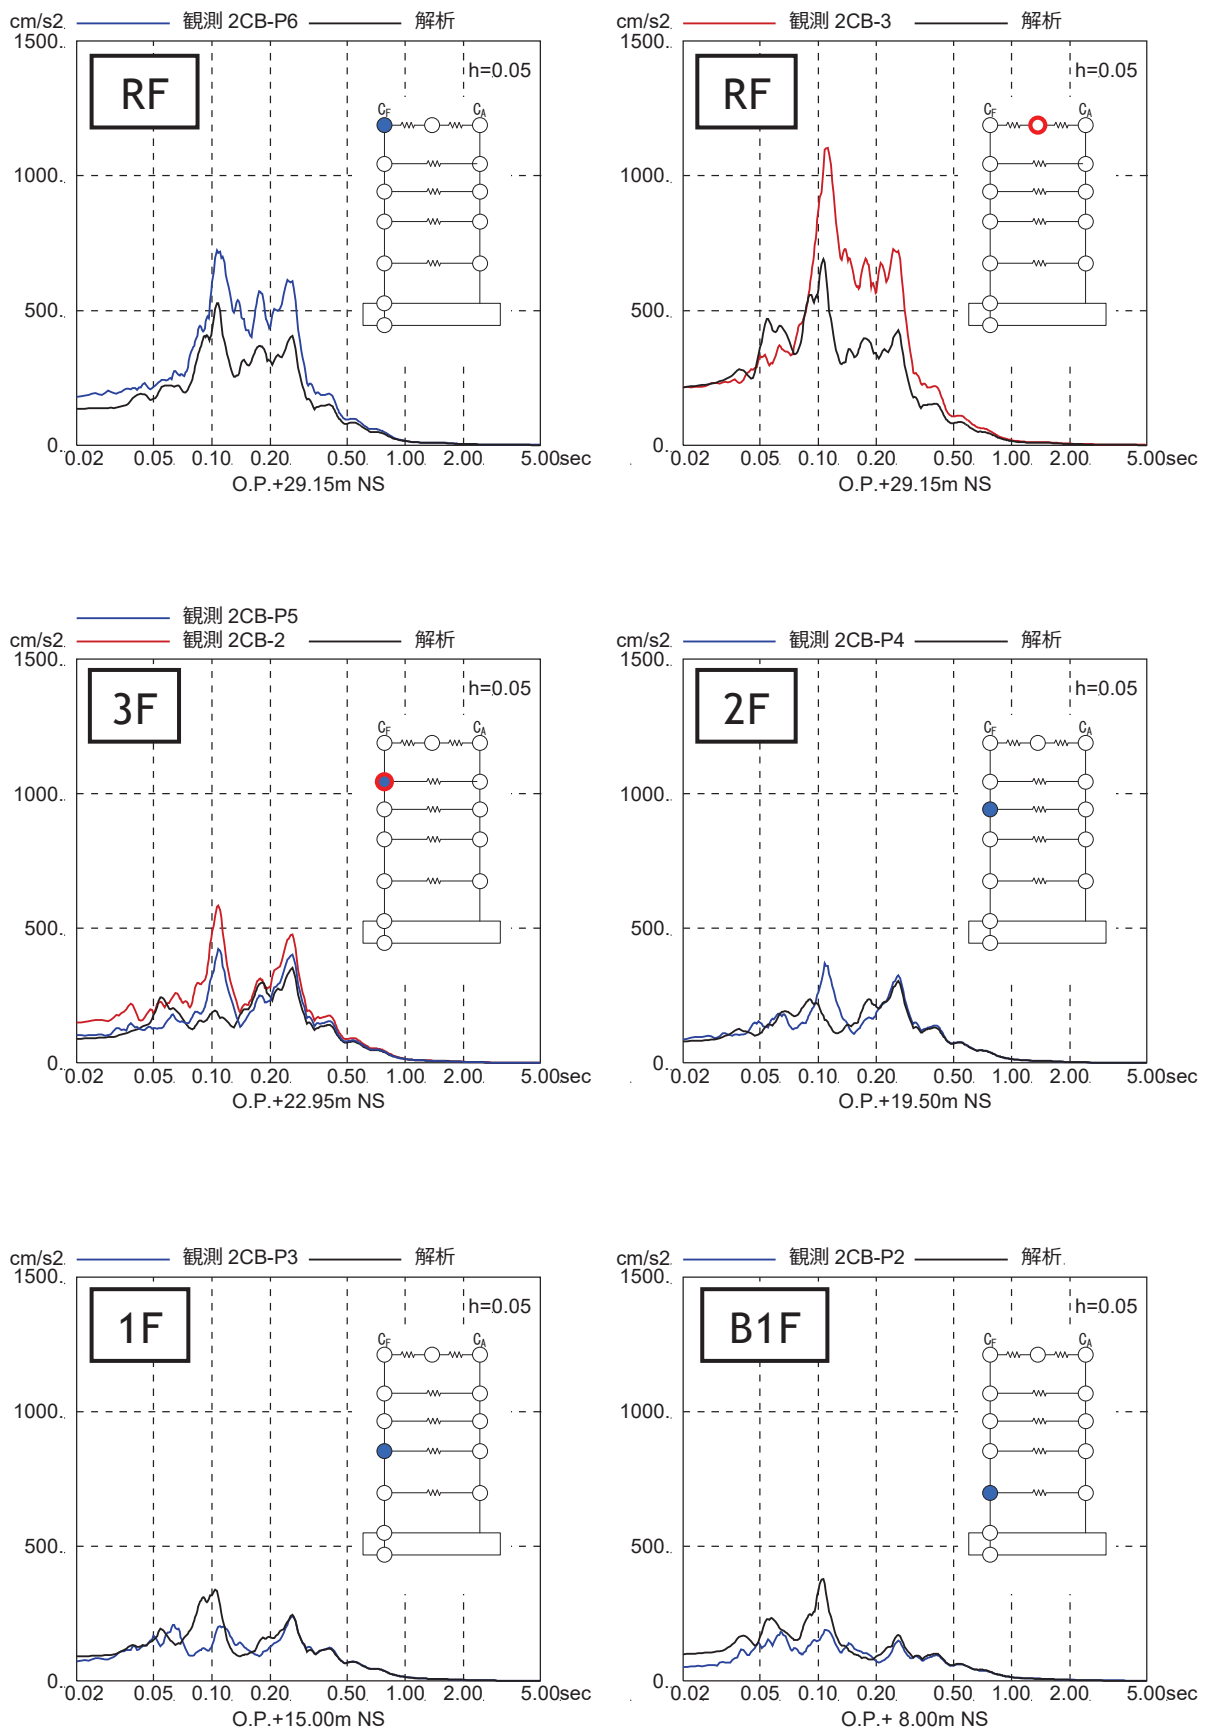 cm/s2 観測 2CB-P6 解析
1500.
RF
h=0.05
CF CA
1000.
500.
0.
0.02 0.05 0.10 0.20 0.50 1.00 2.00 5.00sec
O.P.+29.15m NS
cm/s2 観測 2CB-3 解析
1500.
RF
h=0.05
CF CA
1000.
500.
0.
0.02 0.05 0.10 0.20 0.50 1.00 2.00 5.00sec
O.P.+29.15m NS
観測 2CB-P5
cm/s2 観測 2CB-2 解析
1500.
3F
h=0.05
CF CA
1000.
500.
0.
0.02 0.05 0.10 0.20 0.50 1.00 2.00 5.00sec
O.P.+22.95m NS
cm/s2 観測 2CB-P4 解析
1500.
2F
h=0.05
CF CA
1000.
500.
0.
0.02 0.05 0.10 0.20 0.50 1.00 2.00 5.00sec
O.P.+19.50m NS
cm/s2 観測 2CB-P3 解析
1500.
1F
h=0.05
CF CA
1000.
500.
0.
0.02 0.05 0.10 0.20 0.50 1.00 2.00 5.00sec
O.P.+15.00m NS
cm/s2 観測 2CB-P2 解析
1500.
B1F
h=0.05
CF CA
1000.
500.
0.
0.02 0.05 0.10 0.20 0.50 1.00 2.00 5.00sec
O.P.+ 8.00m NS